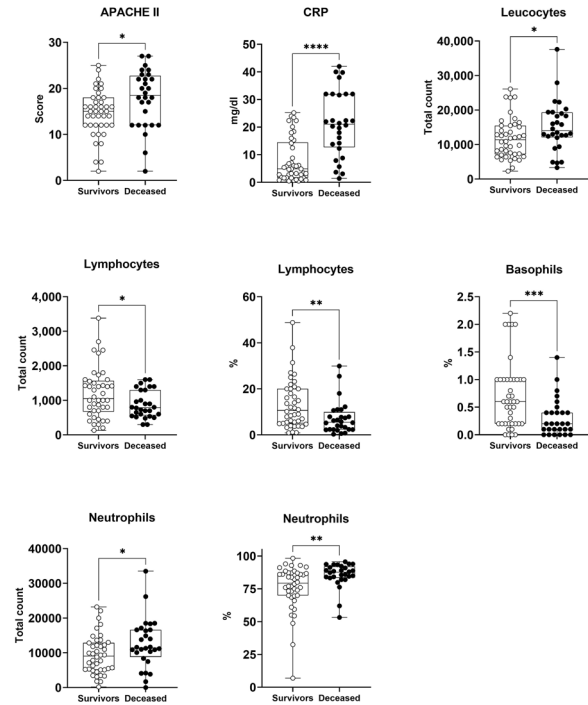 APACHE II
*
30
20
10
0
Score
Survivors Deceased
CRP
****
50
40
30
20
10
0
mg/dl
Survivors Deceased
Leucocytes
*
40,000
30,000
20,000
10,000
0
Total count
Survivors Deceased
Lymphocytes
*
4,000
3,000
2,000
1,000
0
Total count
Survivors Deceased
Lymphocytes
**
60
40
20
0
%
Survivors Deceased
Basophils
***
2.5
2.0
1.5
1.0
0.5
0.0
%
Survivors Deceased
Neutrophils
*
40000
30000
20000
10000
0
Total count
Survivors Deceased
Neutrophils
**
100
50
0
%
Survivors Deceased